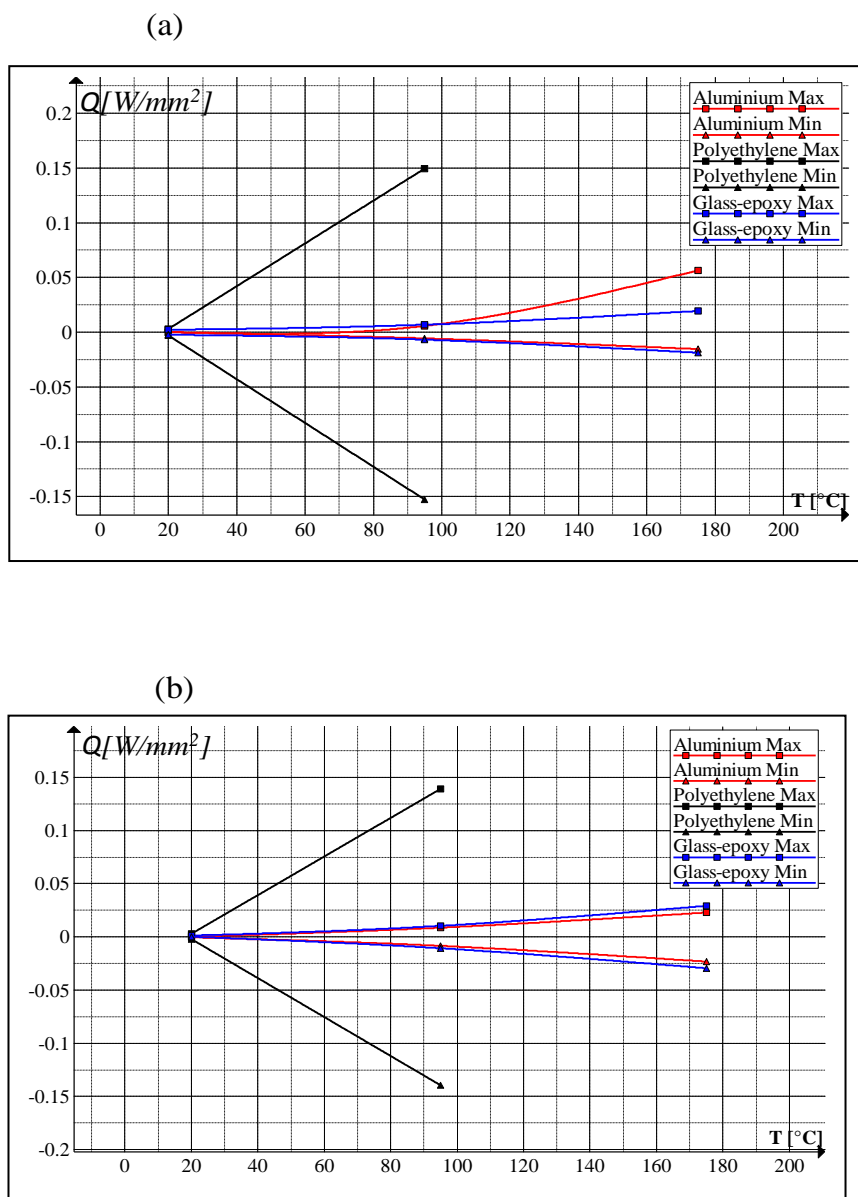 (a)
Q[W/mm²]
Aluminium Max
Aluminium Min
Polyethylene Max
Polyethylene Min
Glass-epoxy Max
Glass-epoxy Min
0.2
0.15
0.1
0.05
0
-0.05
-0.1
-0.15
T [°C]
0 20 40 60 80 100 120 140 160 180 200
(b)
Q[W/mm²]
Aluminium Max
Aluminium Min
Polyethylene Max
Polyethylene Min
Glass-epoxy Max
Glass-epoxy Min
0.15
0.1
0.05
0
-0.05
-0.1
-0.15
-0.2
T [°C]
0 20 40 60 80 100 120 140 160 180 200